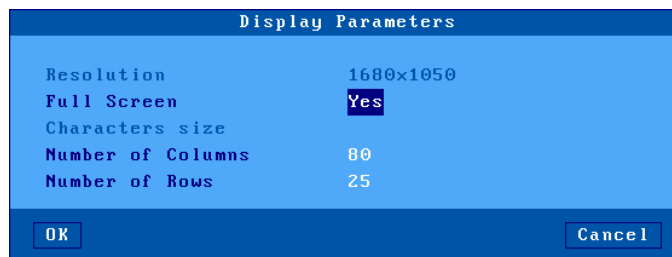 Display Parameters
Resolution 1680x1050
Full Screen Yes
Characters size
Number of Columns 80
Number of Rows 25
OK Cancel